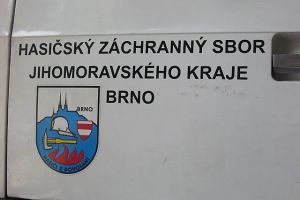 HASIČSKÝ ZÁCHRANNÝ SBOR
JIHOMORAVSKÉHO KRAJE
BRNO
BRNO